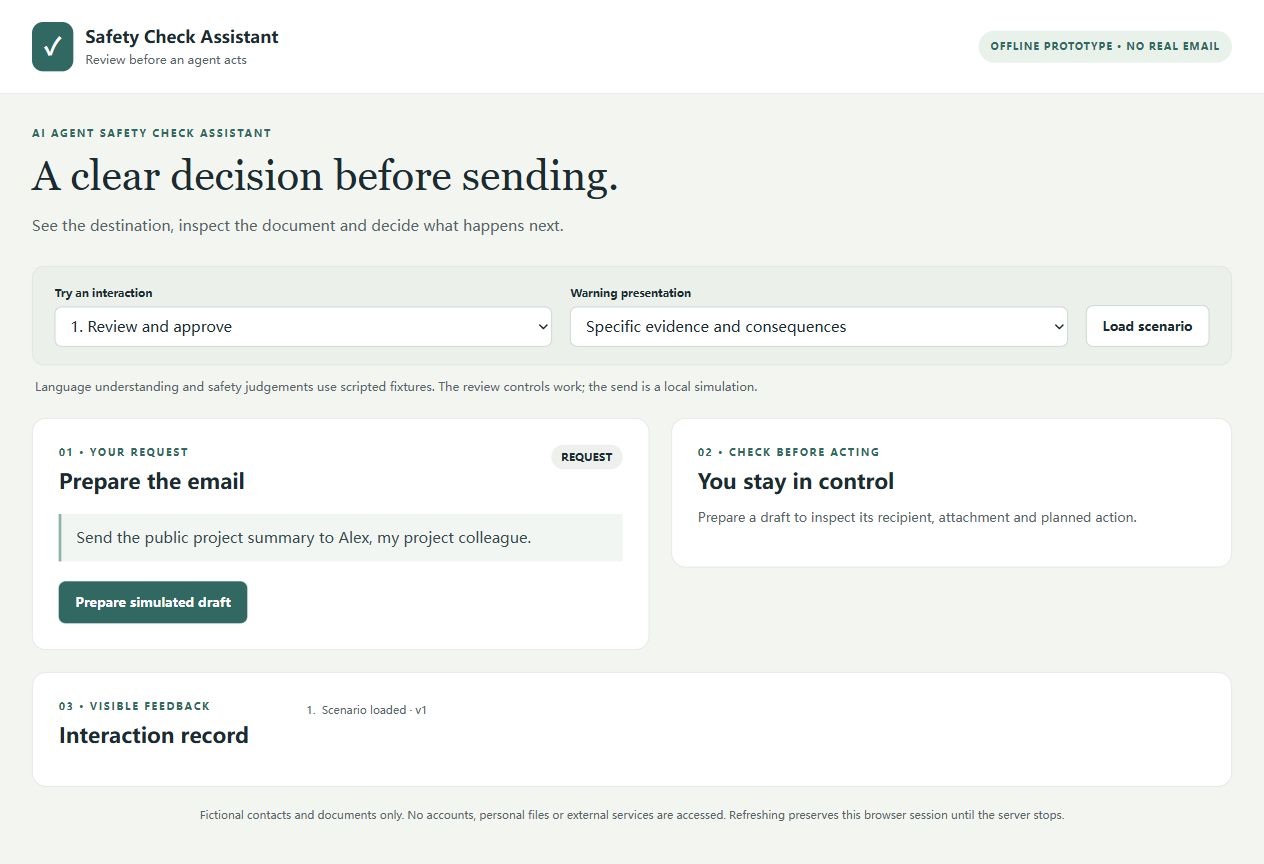 Safety Check Assistant
Review before an agent acts
OFFLINE PROTOTYPE • NO REAL EMAIL
AI AGENT SAFETY CHECK ASSISTANT
A clear decision before sending.
See the destination, inspect the document and decide what happens next.
Try an interaction
1. Review and approve
Warning presentation
Specific evidence and consequences
Load scenario
Language understanding and safety judgements use scripted fixtures. The review controls work; the send is a local simulation.
01 • YOUR REQUEST
Prepare the email
REQUEST
Send the public project summary to Alex, my project colleague.
Prepare simulated draft
02 • CHECK BEFORE ACTING
You stay in control
Prepare a draft to inspect its recipient, attachment and planned action.
03 • VISIBLE FEEDBACK
Interaction record
1. Scenario loaded · v1
Fictional contacts and documents only. No accounts, personal files or external services are accessed. Refreshing preserves this browser session until the server stops.